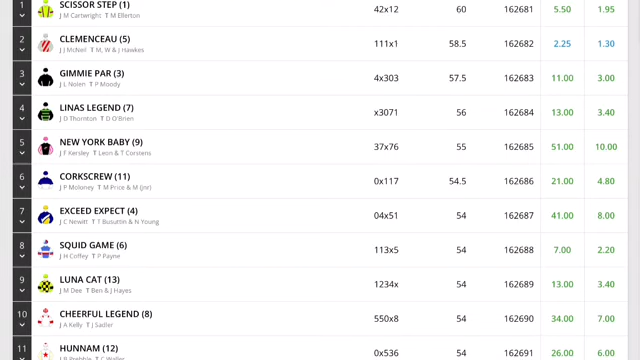 1 SCISSOR STEP (1) 42x12 60 162681 5.50 1.95
J M Cartwright T M Ellerton
2 CLEMENCEAU (5) 111x1 58.5 162682 2.25 1.30
J J McNeil T M, W & J Hawkes
3 GIMMIE PAR (3) 4x303 57.5 162683 11.00 3.00
J L Nolen T P Moody
4 LINAS LEGEND (7) x3071 56 162684 13.00 3.40
J D Thornton T D O'Brien
5 NEW YORK BABY (9) 37x76 55 162685 51.00 10.00
J F Kersley T Leon & T Corstens
6 CORKSCREW (11) 0x117 54.5 162686 21.00 4.80
J P Moloney T M Price & M (jnr)
7 EXCEED EXPECT (4) 04x51 54 162687 41.00 8.00
J C Newitt T T Busuttin & N Young
8 SQUID GAME (6) 113x5 54 162688 7.00 2.20
J H Coffey T P Payne
9 LUNA CAT (13) 1234x 54 162689 13.00 3.40
J M Dee T Ben & J Hayes
10 CHEERFUL LEGEND (8) 550x8 54 162690 34.00 7.00
J A Kelly T J Sadler
11 HUNNAM (12) 0x536 54 162691 26.00 6.00
J B Prebble T C Waller